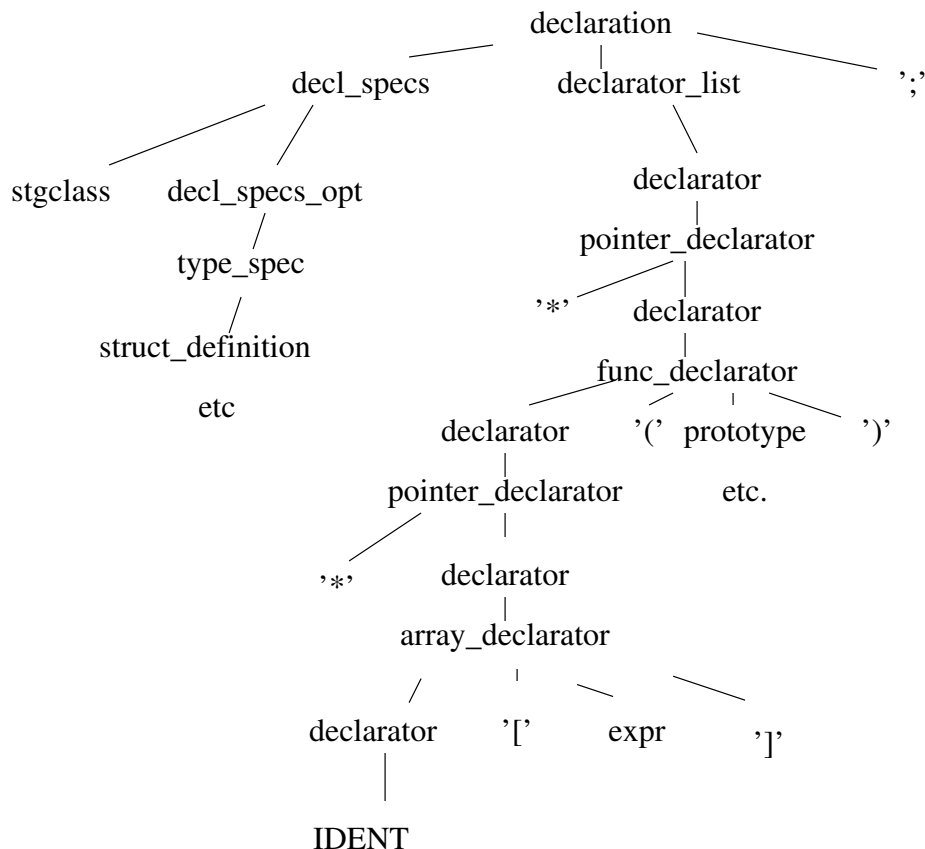 declaration
decl_specs declarator_list ’;’
stgclass decl_specs_opt declarator
pointer_declarator
type_spec
’*’ declarator
struct_definition
func_declarator
etc
declarator ’(’ prototype ’)’
pointer_declarator etc.
’*’ declarator
array_declarator
declarator ’[’ expr ’]’
IDENT